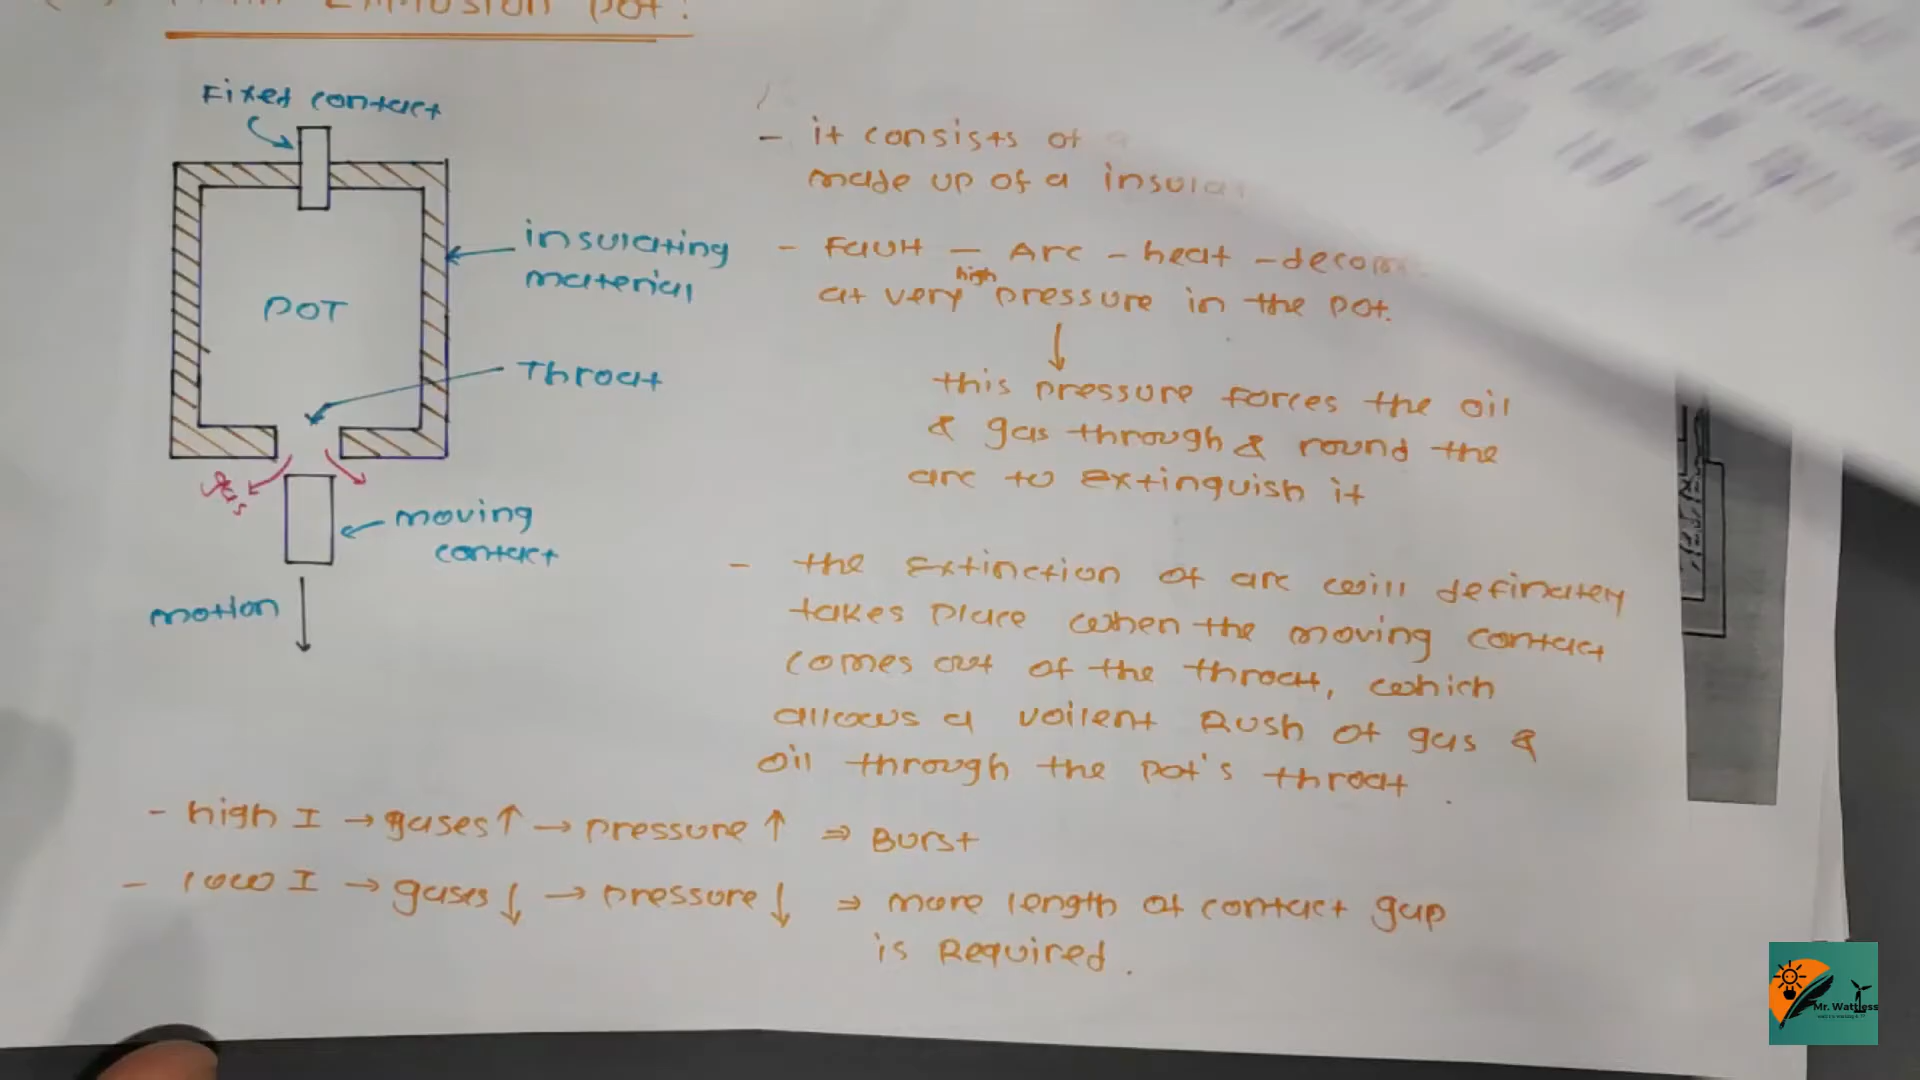 Pot :
Fixed contact
insulating
material
POT
Throat
moving
contact
motion
- it consists of
made up of a
- Fault - Arc - heat -
high
at very pressure in the pot.
this pressure forces the oil
& gas through & round the
arc to extinguish it
- the extinction of arc will definately
takes place when the moving contact
comes out of the throat, which
allows a voilent Rush of gas &
oil through the pot's throat.
- high I → gases ↑ → pressure ↑ ⇒ Burst
- low I → gases ↓ → pressure ↓ ⇒ more length of contact gap
is Required.
Mr. Wattless